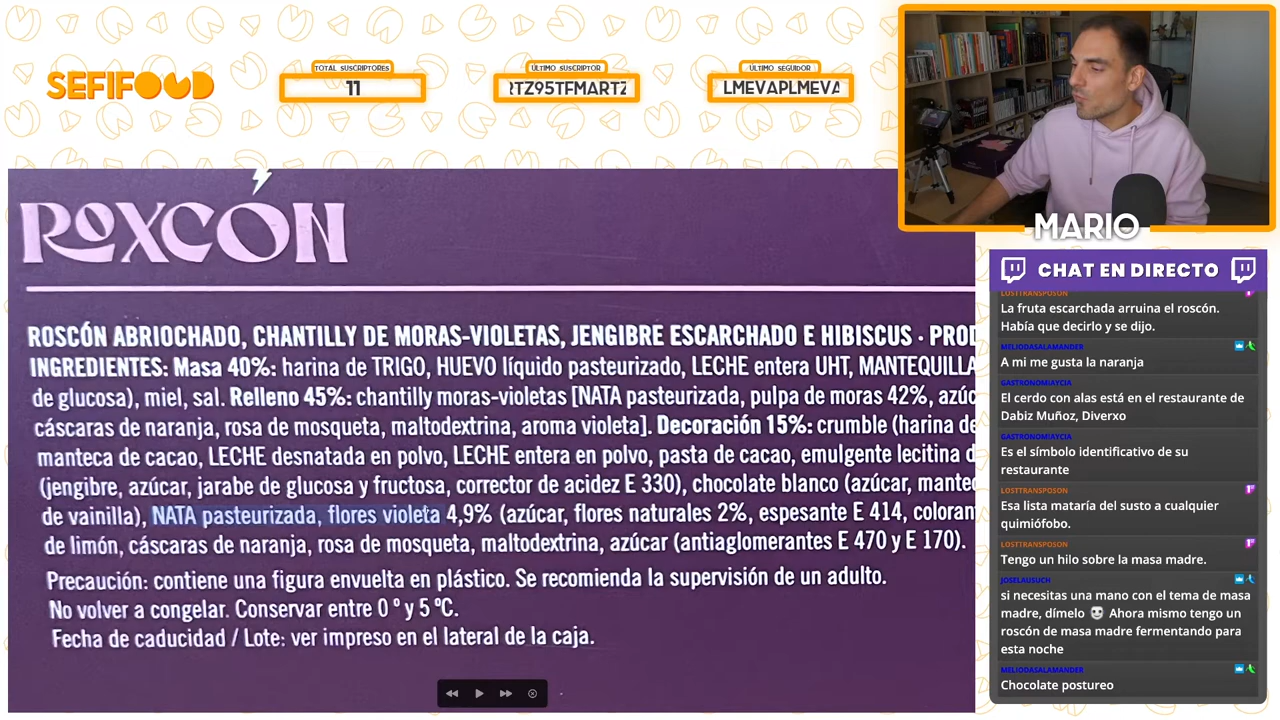 SEFIFOOD
TOTAL SUSCRIPTORES
11
ÚLTIMO SUSCRIPTOR
RTZ95TFMARTZ
ÚLTIMO SEGUIDOR
LMEVAPLMEVA
MARIO
ROXCÓN
ROSCÓN ABRIOCHADO, CHANTILLY DE MORAS-VIOLETAS, JENGIBRE ESCARCHADO E HIBISCUS · PROD
INGREDIENTES: Masa 40%: harina de TRIGO, HUEVO líquido pasteurizado, LECHE entera UHT, MANTEQUILLA
de glucosa), miel, sal. Relleno 45%: chantilly moras-violetas [NATA pasteurizada, pulpa de moras 42%, azúc
cáscaras de naranja, rosa de mosqueta, maltodextrina, aroma violeta]. Decoración 15%: crumble (harina de
manteca de cacao, LECHE desnatada en polvo, LECHE entera en polvo, pasta de cacao, emulgente lecitina d
(jengibre, azúcar, jarabe de glucosa y fructosa, corrector de acidez E 330), chocolate blanco (azúcar, mantec
de vainilla), NATA pasteurizada, flores violeta 4,9% (azúcar, flores naturales 2%, espesante E 414, coloran
de limón, cáscaras de naranja, rosa de mosqueta, maltodextrina, azúcar (antiaglomerantes E 470 y E 170).
Precaución: contiene una figura envuelta en plástico. Se recomienda la supervisión de un adulto.
No volver a congelar. Conservar entre 0 º y 5 ºC.
Fecha de caducidad / Lote: ver impreso en el lateral de la caja.
CHAT EN DIRECTO
LOSTTRANSPOSON
La fruta escarchada arruina el roscón.
Había que decirlo y se dijo.
MELIODASALAMANDER
A mi me gusta la naranja
GASTRONOMIAYCIA
El cerdo con alas está en el restaurante de
Dabiz Muñoz, Diverxo
GASTRONOMIAYCIA
Es el símbolo identificativo de su
restaurante
LOSTTRANSPOSON
Esa lista mataría del susto a cualquier
quimiófobo.
LOSTTRANSPOSON
Tengo un hilo sobre la masa madre.
JOSELAUSUCH
si necesitas una mano con el tema de masa
madre, dímelo Ahora mismo tengo un
roscón de masa madre fermentando para
esta noche
MELIODASALAMANDER
Chocolate postureo